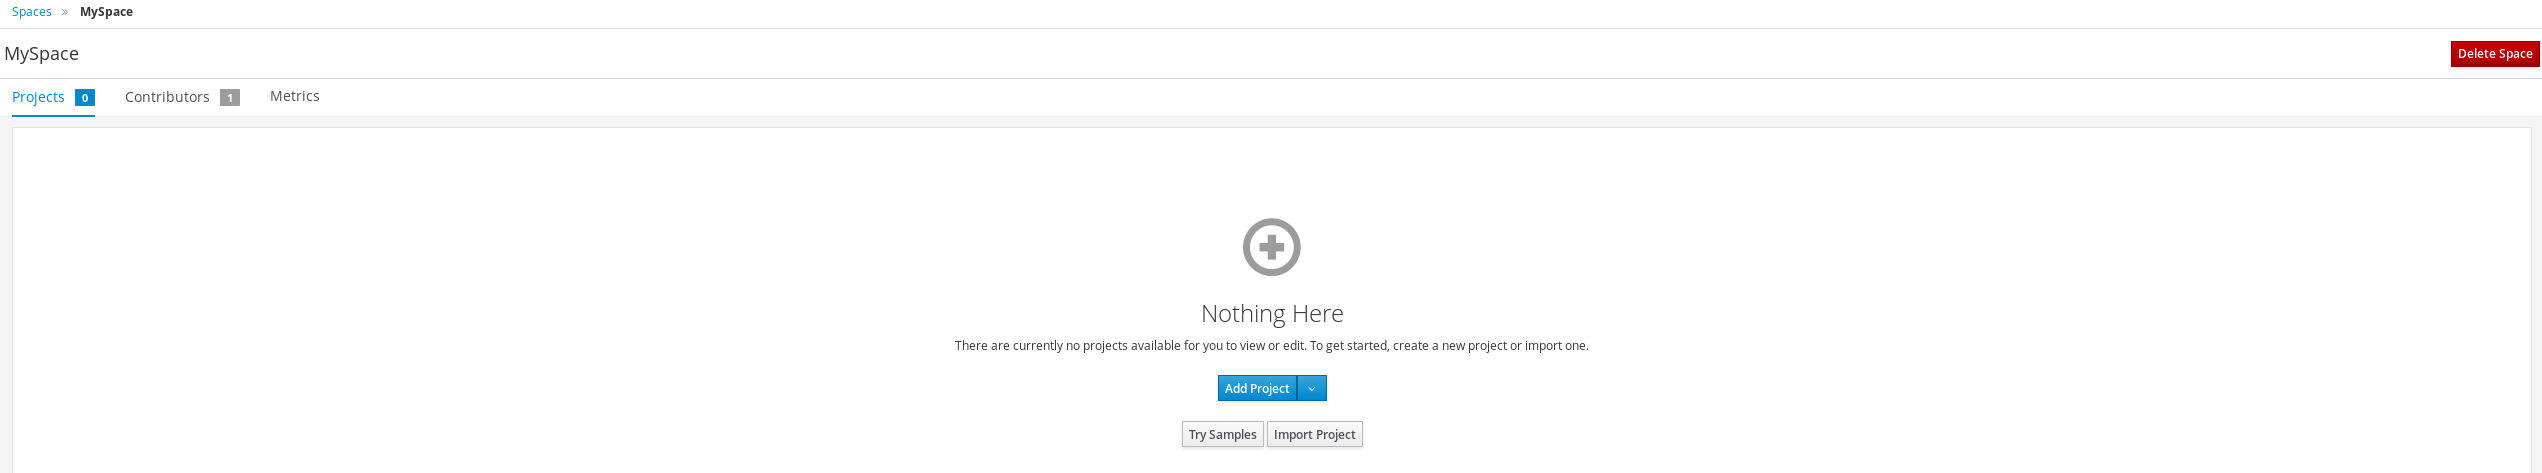 Spaces » MySpace
MySpace
Delete Space
Projects 0 Contributors 1 Metrics
Nothing Here
There are currently no projects available for you to view or edit. To get started, create a new project or import one.
Add Project
Try Samples Import Project